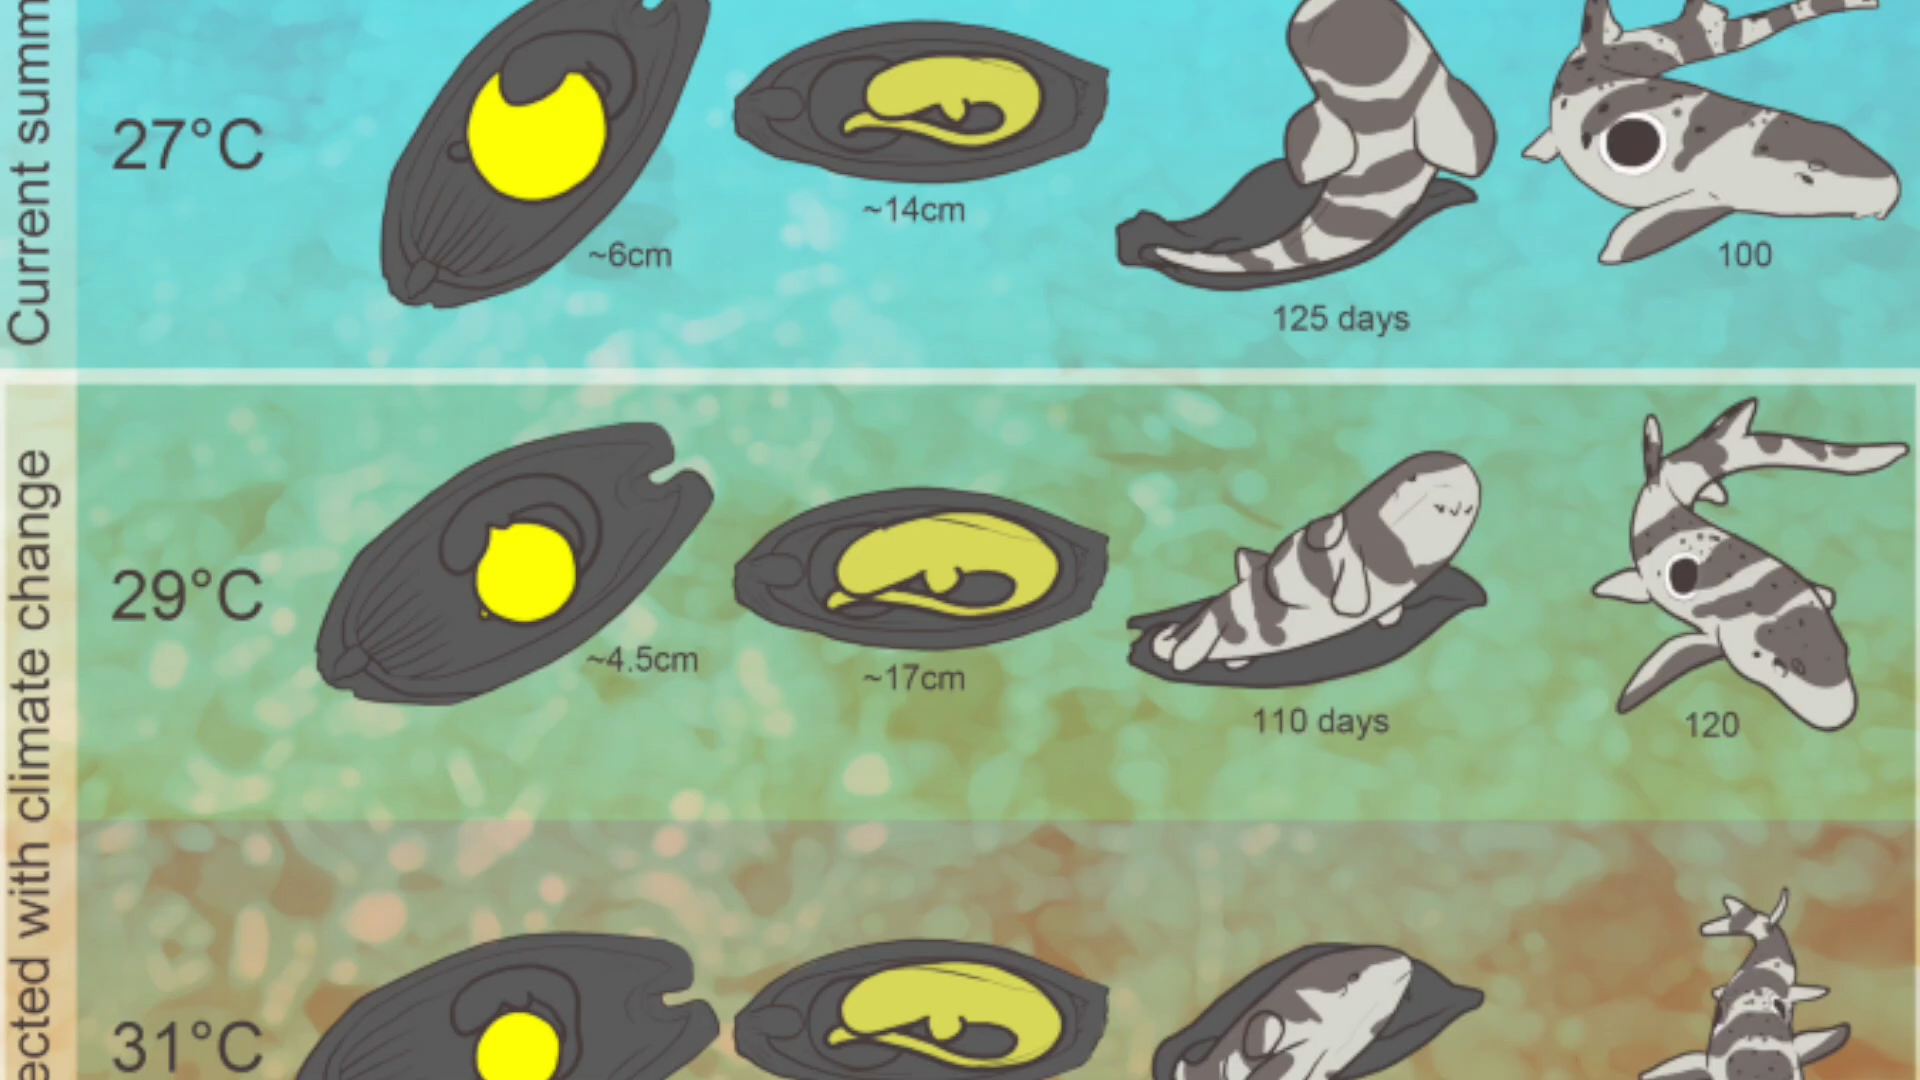 Current summ
27°C
~6cm
~14cm
125 days
100
ected with climate change
29°C
~4.5cm
~17cm
110 days
120
31°C